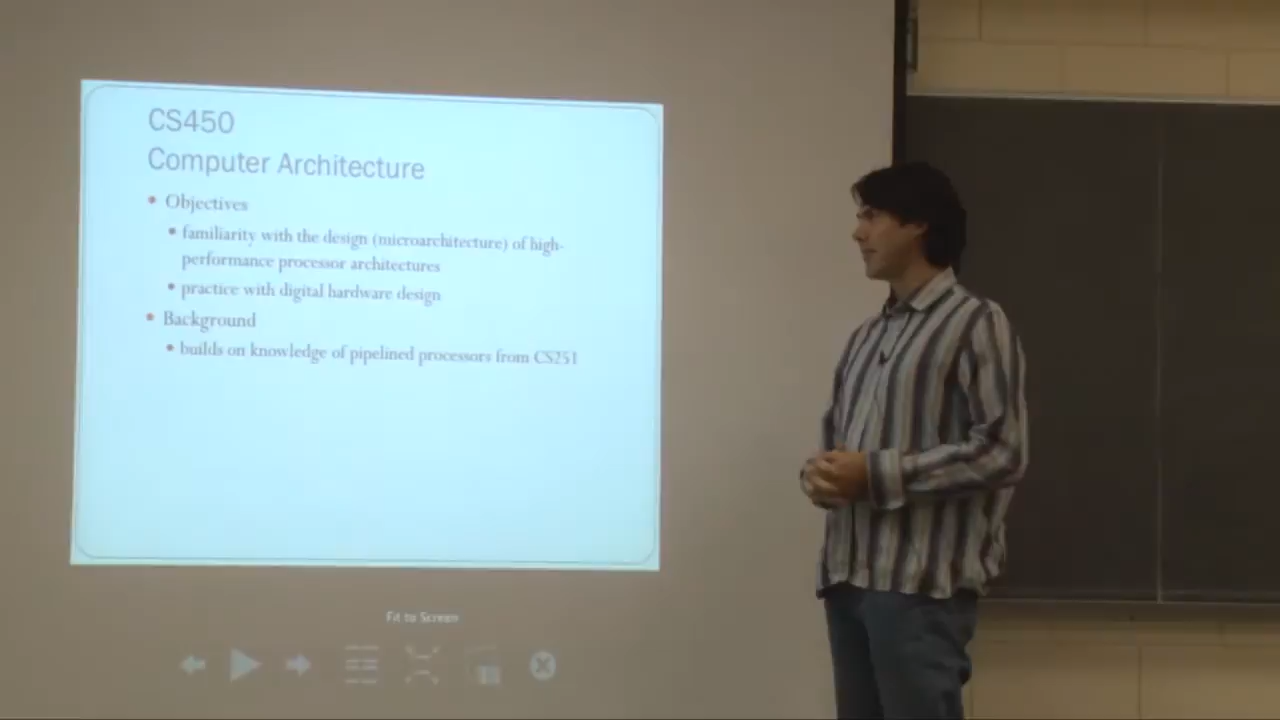 CS450
Computer Architecture
Objectives
familiarity with the design (microarchitecture) of high-
performance processor architectures
practice with digital hardware design
Background
builds on knowledge of pipelined processors from CS251
Fit to Screen